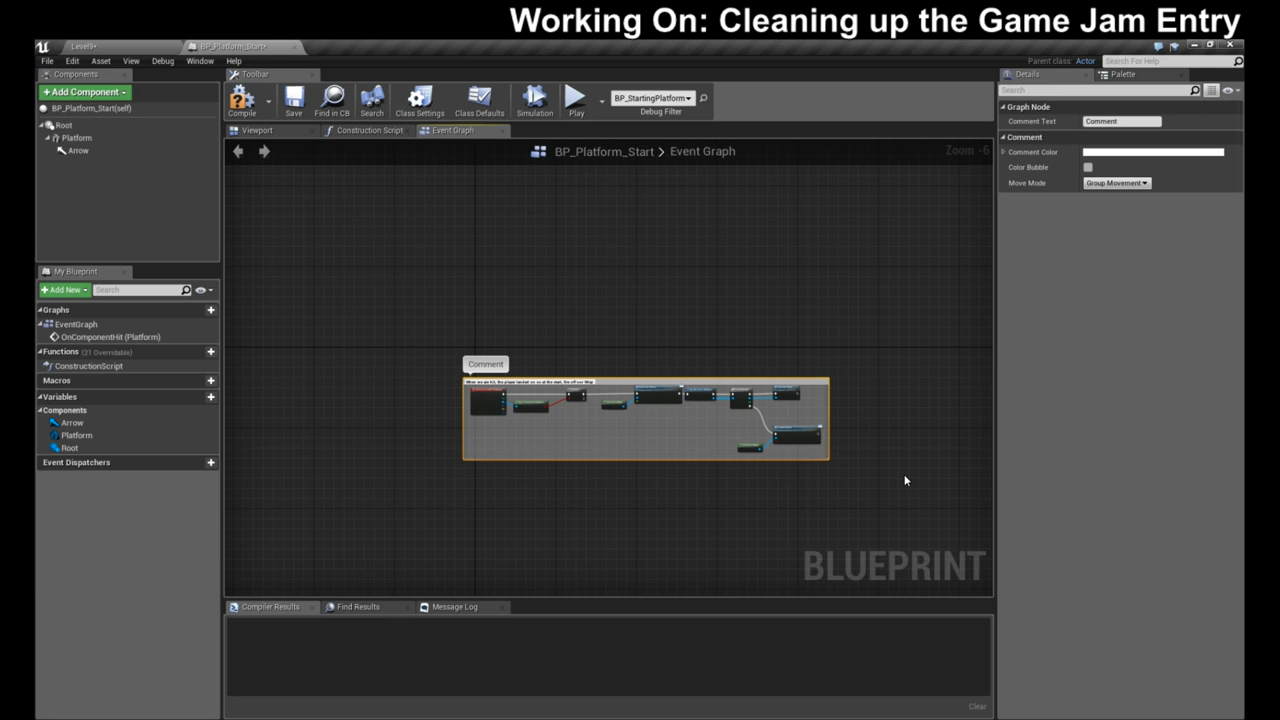 Working On: Cleaning up the Game Jam Entry
Level9*
BP_Platform_Start*
File Edit Asset View Debug Window Help
Parent class: Actor
Search For Help
Components
Toolbar
Details
Palette
Add Component
BP_Platform_Start(self)
Root
Platform
Arrow
Compile
Save
Find in CB
Search
Class Settings
Class Defaults
Simulation
Play
BP_StartingPlatform
Debug Filter
Search
Graph Node
Comment Text
Comment
Comment
Comment Color
Color Bubble
Move Mode
Group Movement
Viewport
Construction Script
Event Graph
BP_Platform_Start > Event Graph
Zoom -6
My Blueprint
Add New
Search
Graphs
EventGraph
OnComponentHit (Platform)
Functions (21 Overridable)
ConstructionScript
Macros
Variables
Components
Arrow
Platform
Root
Event Dispatchers
Comment
BLUEPRINT
Compiler Results
Find Results
Message Log
Clear